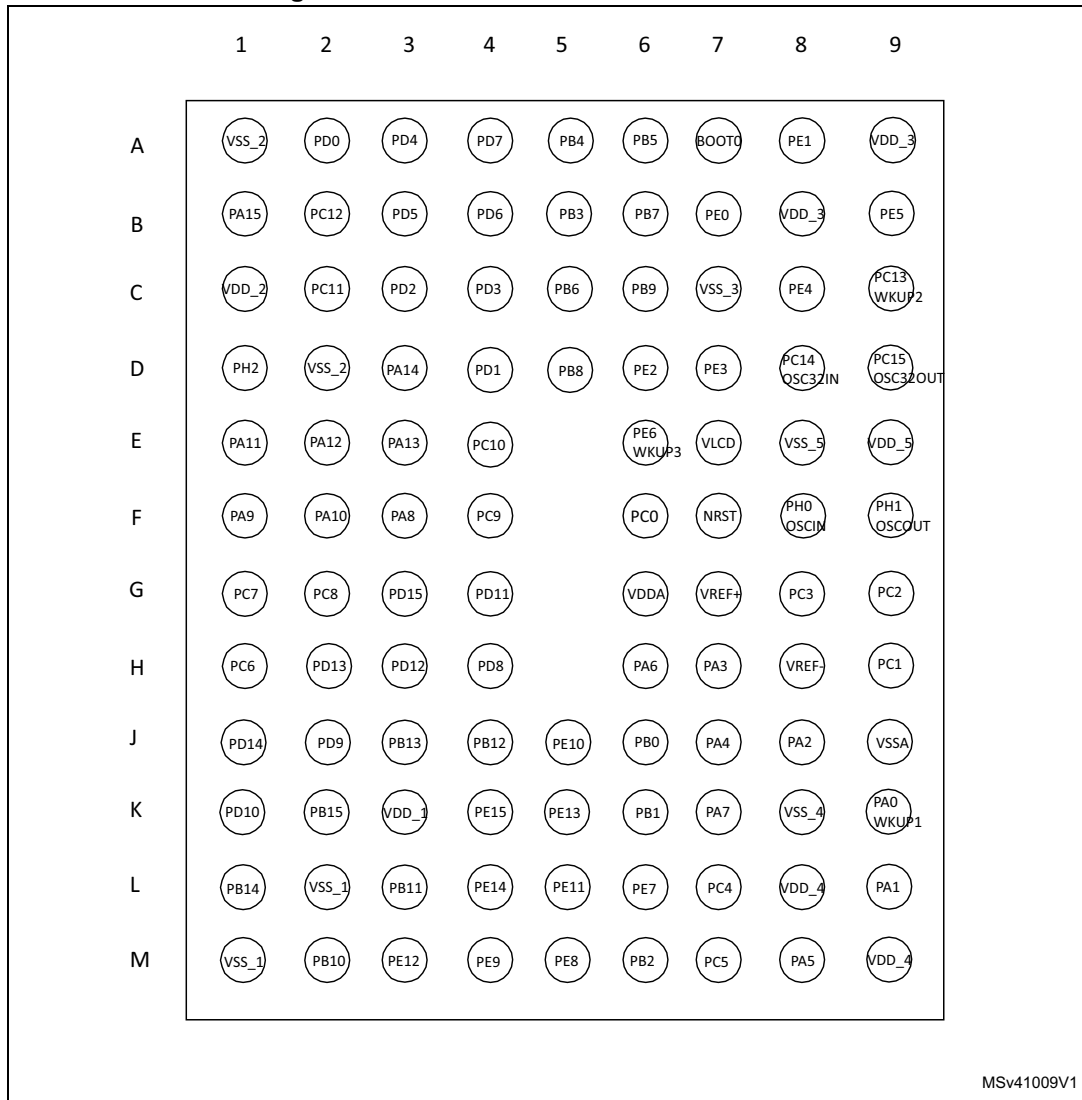 1 2 3 4 5 6 7 8 9
A VSS_2 PD0 PD4 PD7 PB4 PB5 BOOT0 PE1 VDD_3
B PA15 PC12 PD5 PD6 PB3 PB7 PE0 VDD_3 PE5
C VDD_2 PC11 PD2 PD3 PB6 PB9 VSS_3 PE4 PC13 WKUP2
D PH2 VSS_2 PA14 PD1 PB8 PE2 PE3 PC14 OSC32IN PC15 OSC32OUT
E PA11 PA12 PA13 PC10 PE6 WKUP3 VLCD VSS_5 VDD_5
F PA9 PA10 PA8 PC9 PC0 NRST PH0 OSCIN PH1 OSCOUT
G PC7 PC8 PD15 PD11 VDDA VREF+ PC3 PC2
H PC6 PD13 PD12 PD8 PA6 PA3 VREF- PC1
J PD14 PD9 PB13 PB12 PE10 PB0 PA4 PA2 VSSA
K PD10 PB15 VDD_1 PE15 PE13 PB1 PA7 VSS_4 PA0 WKUP1
L PB14 VSS_1 PB11 PE14 PE11 PE7 PC4 VDD_4 PA1
M VSS_1 PB10 PE12 PE9 PE8 PB2 PC5 PA5 VDD_4
MSv41009V1